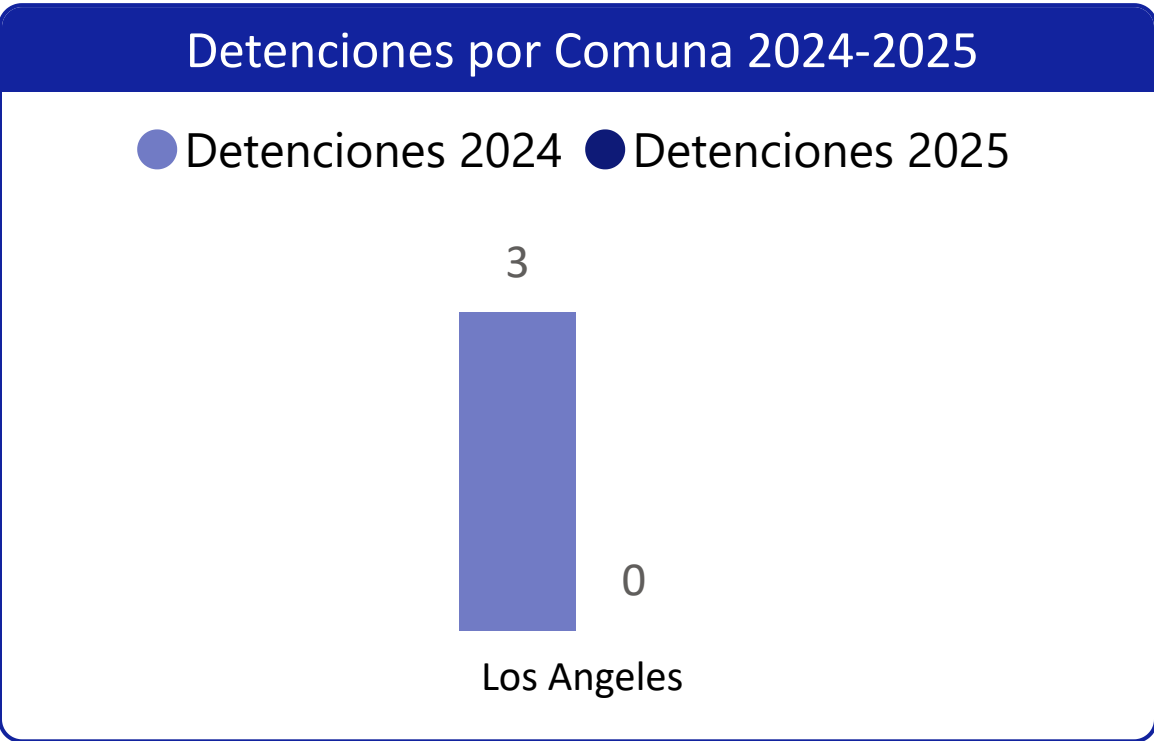 Detenciones por Comuna 2024-2025
Detenciones 2024 Detenciones 2025
3
0
Los Angeles